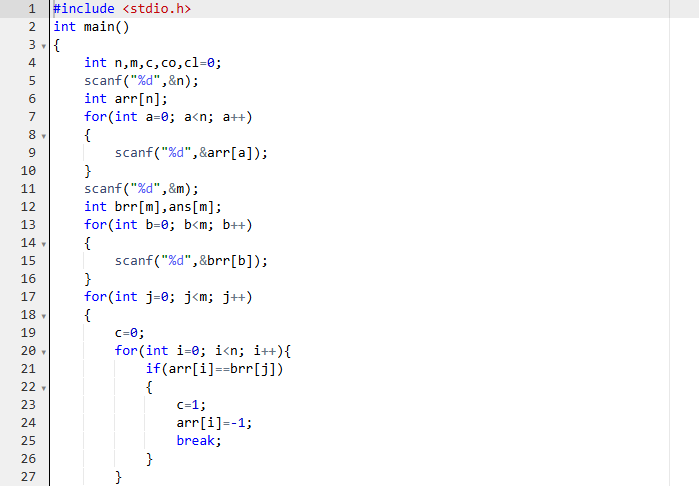 1 #include <stdio.h>
2 int main()
3 {
4 int n,m,c,co,cl=0;
5 scanf("%d",&n);
6 int arr[n];
7 for(int a=0; a<n; a++)
8 {
9 scanf("%d",&arr[a]);
10 }
11 scanf("%d",&m);
12 int brr[m],ans[m];
13 for(int b=0; b<m; b++)
14 {
15 scanf("%d",&brr[b]);
16 }
17 for(int j=0; j<m; j++)
18 {
19 c=0;
20 for(int i=0; i<n; i++){
21 if(arr[i]==brr[j])
22 {
23 c=1;
24 arr[i]=-1;
25 break;
26 }
27 }